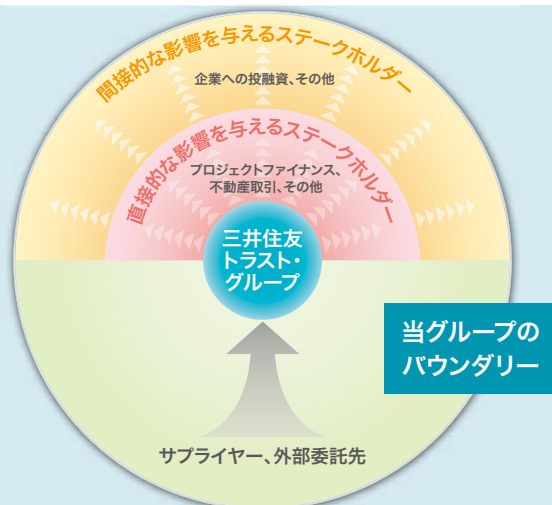 間接的な影響を与えるステークホルダー
企業への投融資、その他
直接的な影響を与えるステークホルダー
プロジェクトファイナンス、
不動産取引、その他
三井住友
トラスト・
グループ
当グループの
バウンダリー
サプライヤー、外部委託先